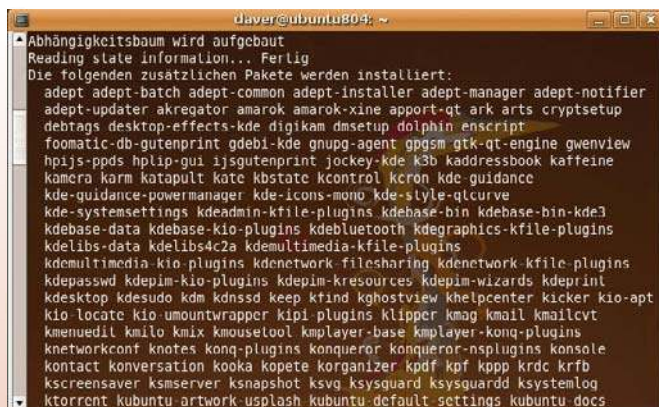 daver@ubuntu804: ~
Abhängigkeitsbaum wird aufgebaut
Reading state information... Fertig
Die folgenden zusätzlichen Pakete werden installiert:
adept adept-batch adept-common adept-installer adept-manager adept-notifier
adept-updater akregator amarok amarok-xine apport-qt ark arts cryptsetup
debtags desktop-effects-kde digikam dmsetup dolphin enscript
foomatic-db-gutenprint gdebi-kde gnupg-agent gpgsm gtk-qt-engine gwenview
hpijs-ppds hplip-gui ijsgutenprint jockey-kde k3b kaddressbook kaffeine
kamera karm katapult kate kbstate kcontrol kcron kde-guidance
kde-guidance-powermanager kde-icons-mono kde-style-qtcurve
kde-systemsettings kdeadmin-kfile-plugins kdebase-bin kdebase-bin-kde3
kdebase-data kdebase-kio-plugins kdebluetooth kdegraphics-kfile-plugins
kdelibs-data kdelibs4c2a kdemultimedia-kfile-plugins
kdemultimedia-kio-plugins kdenetwork-filesharing kdenetwork-kfile-plugins
kdepasswd kdepim-kio-plugins kdepim-kresources kdepim-wizards kdeprint
kdesktop kdesudo kdm kdnssd keep kfind kghostview khelpcenter kicker kio-apt
kio-locate kio-umountwrapper kipi-plugins klipper kmag kmail kmailcvt
kmenuedit kmilo kmix kmousetool kmplayer-base kmplayer-konq-plugins
knetworkconf knotes konq-plugins konqueror konqueror-nsplugins konsole
kontact konversation kooka kopete korganizer kpdf kpf kppp krdc krfb
kscreensaver ksmserver ksnapshot ksvg ksysguard ksysguardd ksystemlog
ktorrent kubuntu-artwork-usplash kubuntu-default-settings kubuntu-docs